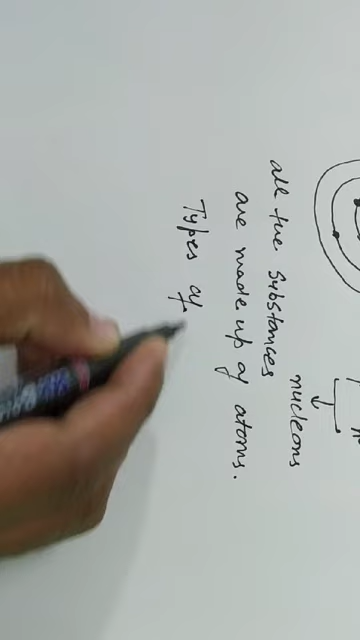 nucleons
all the substances
are made up of atoms.
Types of